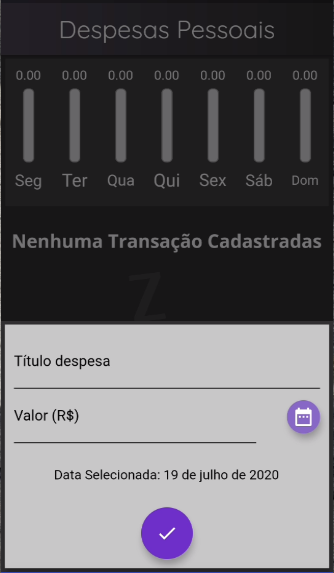 Despesas Pessoais
0.00 0.00 0.00 0.00 0.00 0.00 0.00
Seg Ter Qua Qui Sex Sáb Dom
Nenhuma Transação Cadastradas
Z
Título despesa
Valor (R$)
Data Selecionada: 19 de julho de 2020